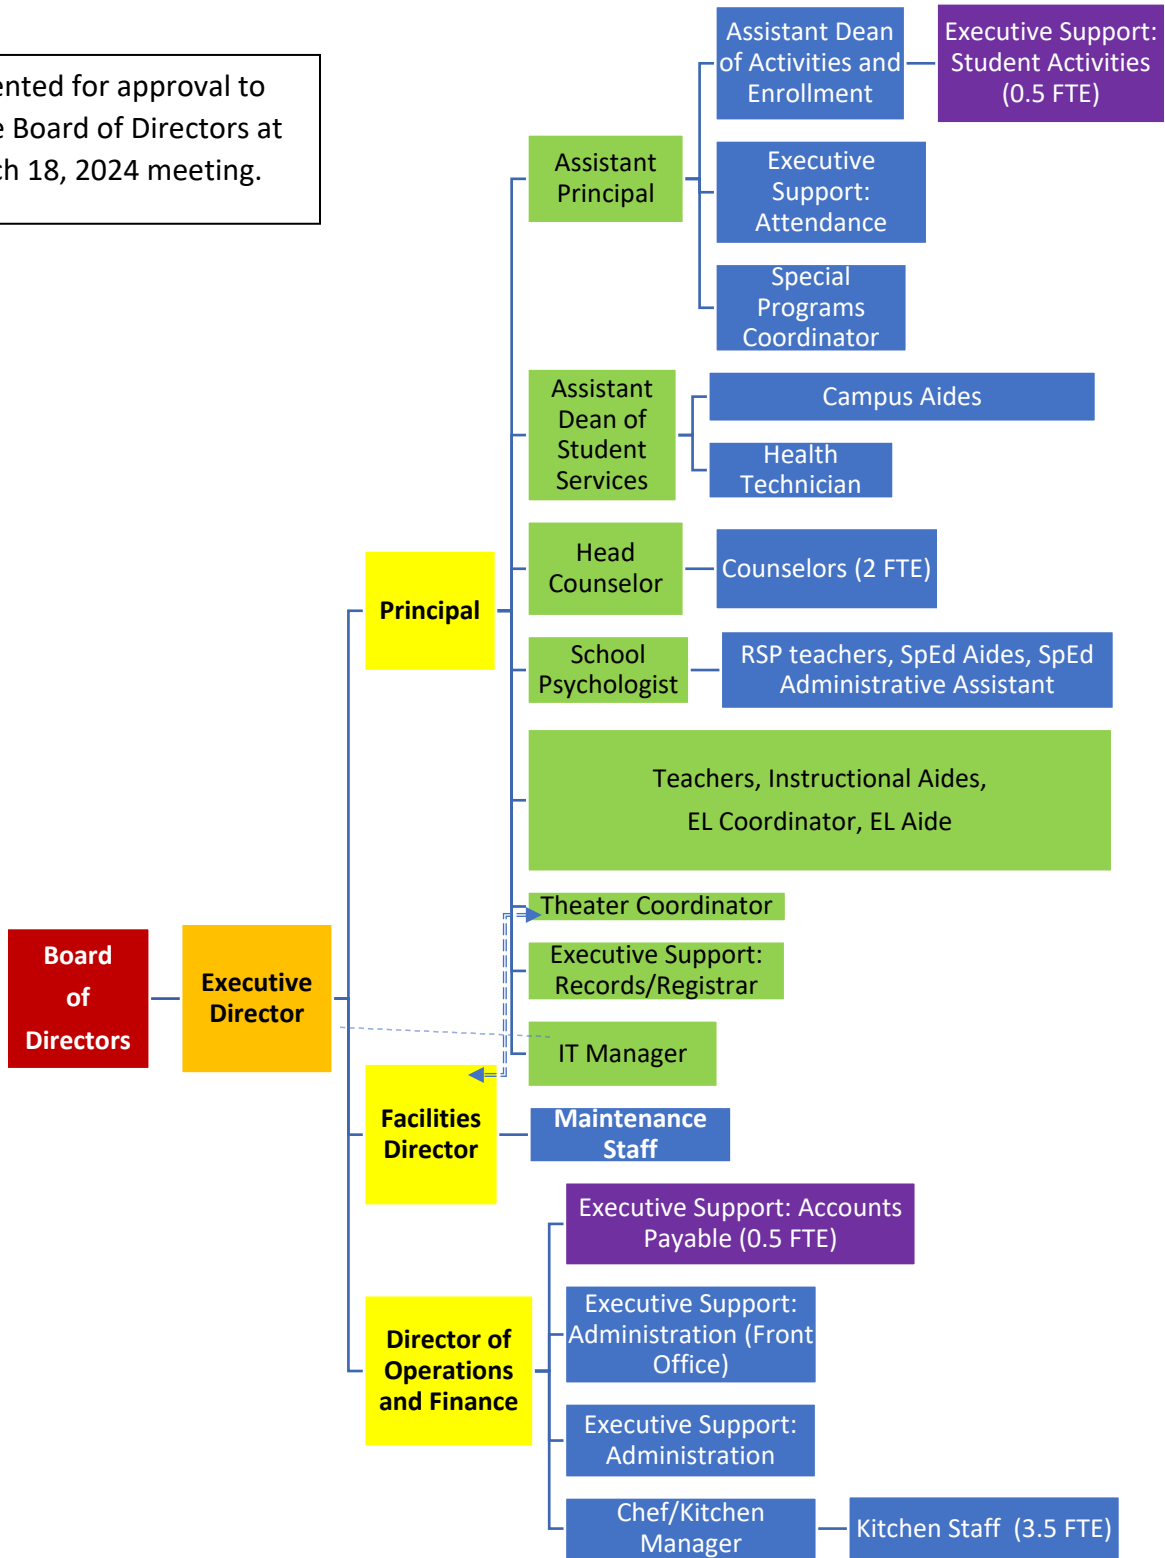 Assistant Dean
of Activities and
Enrollment
Executive Support:
Student Activities
(0.5 FTE)
for approval to
Board of Directors at
18, 2024 meeting.
Assistant
Principal
Executive
Support:
Attendance
Special
Programs
Coordinator
Assistant
Dean of
Student
Services
Campus Aides
Health
Technician
Head
Counselor
Counselors (2 FTE)
Principal
School
Psychologist
RSP teachers, SpEd Aides, SpEd
Administrative Assistant
Teachers, Instructional Aides,
EL Coordinator, EL Aide
Theater Coordinator
Executive Support:
Records/Registrar
IT Manager
Board
of
Directors
Executive
Director
Facilities
Director
Maintenance
Staff
Executive Support: Accounts
Payable (0.5 FTE)
Executive Support:
Administration (Front
Office)
Director of
Operations
and Finance
Executive Support:
Administration
Chef/Kitchen
Manager
Kitchen Staff (3.5 FTE)